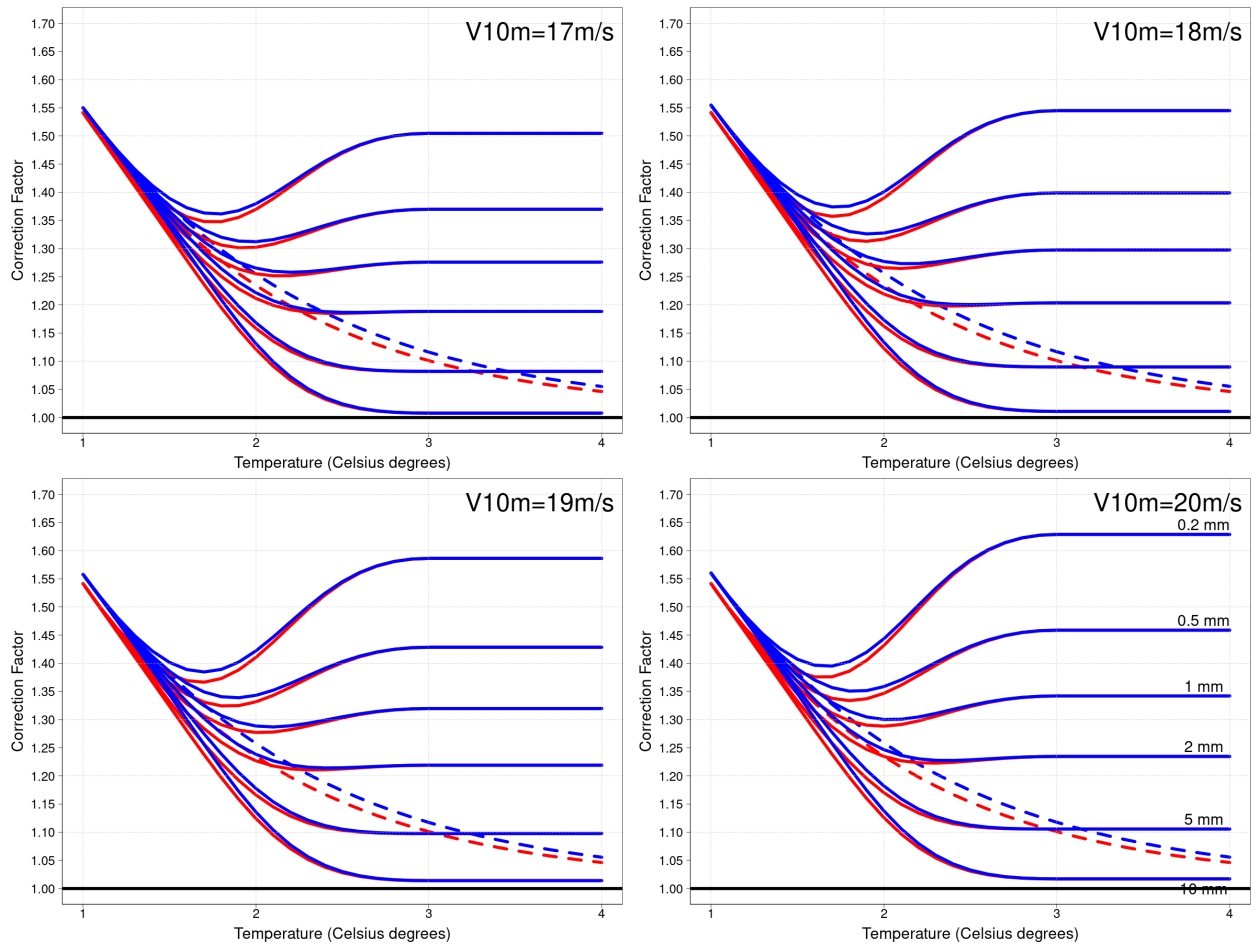 V10m=17m/s
Correction Factor
1.70
1.65
1.60
1.55
1.50
1.45
1.40
1.35
1.30
1.25
1.20
1.15
1.10
1.05
1.00
1 2 3 4
Temperature (Celsius degrees)
V10m=18m/s
Correction Factor
1.70
1.65
1.60
1.55
1.50
1.45
1.40
1.35
1.30
1.25
1.20
1.15
1.10
1.05
1.00
1 2 3 4
Temperature (Celsius degrees)
V10m=19m/s
Correction Factor
1.70
1.65
1.60
1.55
1.50
1.45
1.40
1.35
1.30
1.25
1.20
1.15
1.10
1.05
1.00
1 2 3 4
Temperature (Celsius degrees)
V10m=20m/s
Correction Factor
1.70
1.65
1.60
1.55
1.50
1.45
1.40
1.35
1.30
1.25
1.20
1.15
1.10
1.05
1.00
0.2 mm
0.5 mm
1 mm
2 mm
5 mm
10 mm
1 2 3 4
Temperature (Celsius degrees)